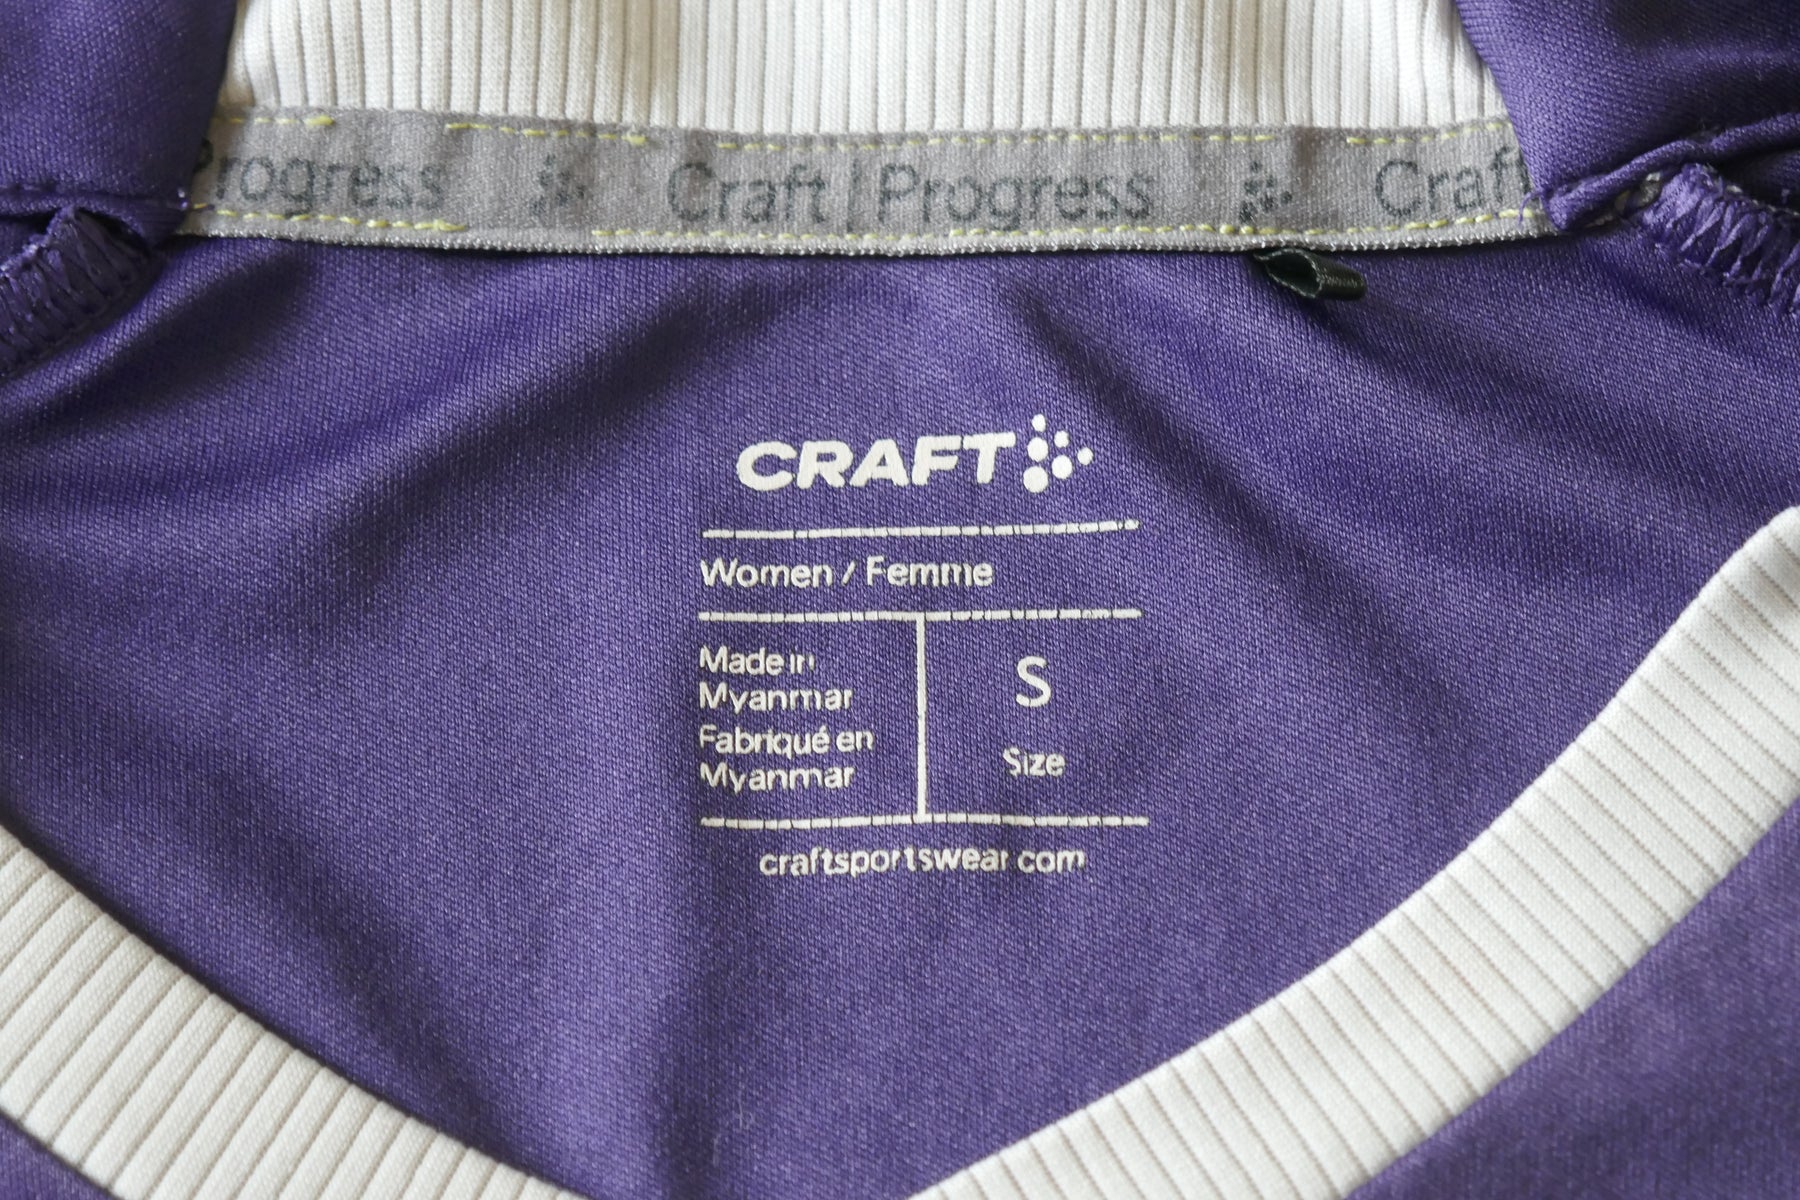 Progress Craft | Progress Craft
CRAFT
Women / Femme
Made in
Myanmar
Fabriqué en
Myanmar
S
Size
craftsportswear.com